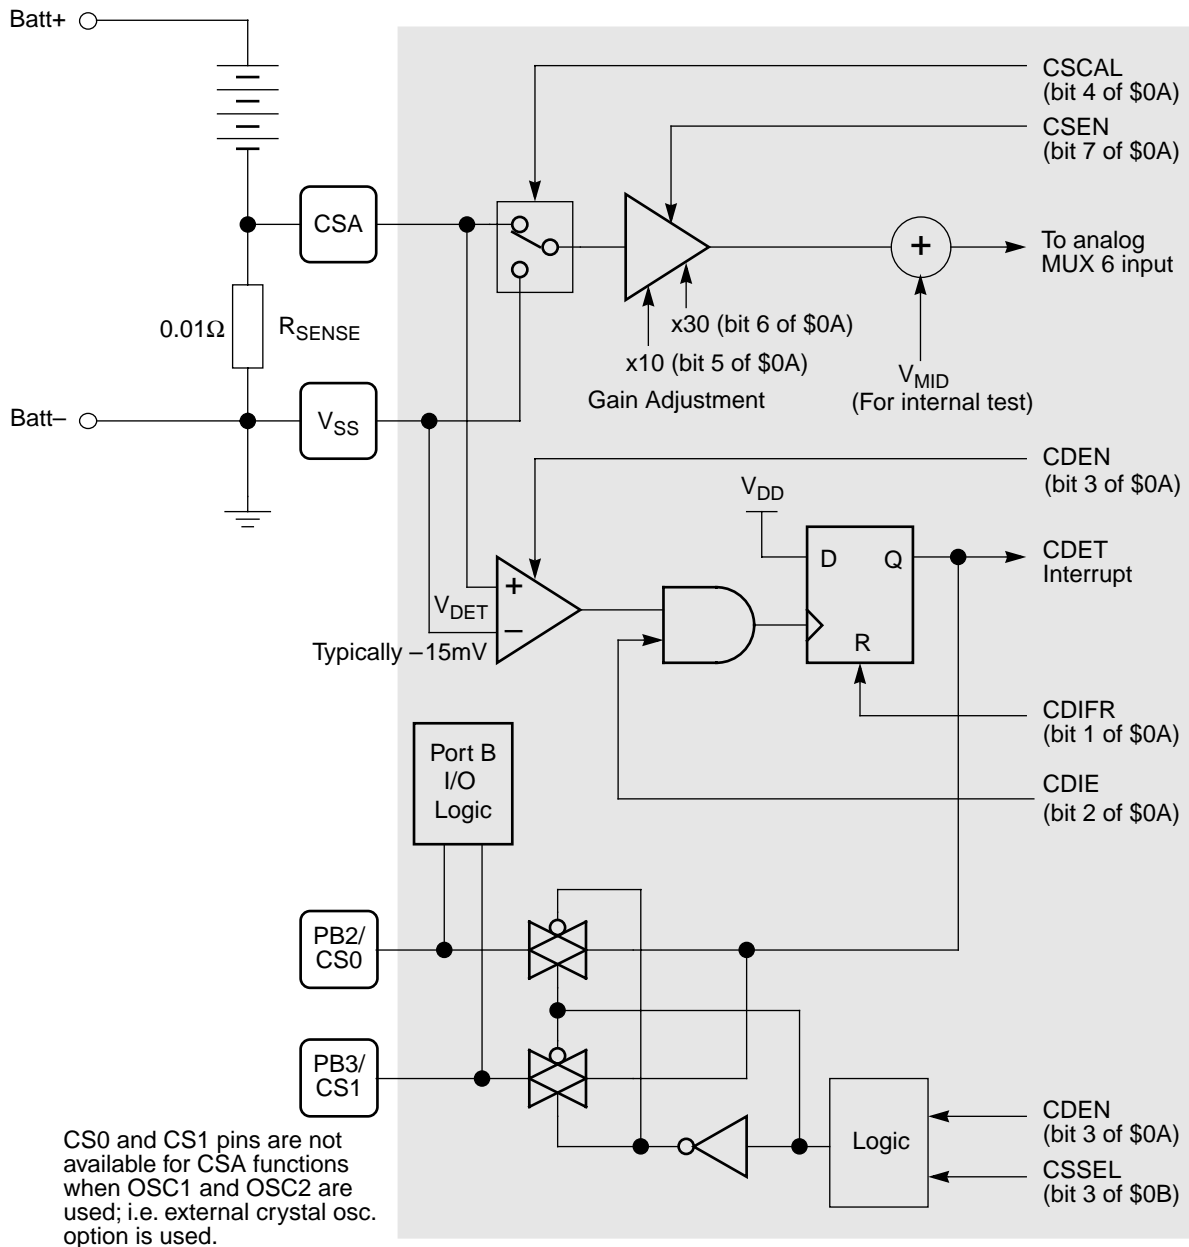 Batt+
CSCAL
(bit 4 of $0A)
CSEN
(bit 7 of $0A)
CSA
+
To analog
MUX 6 input
0.01Ω
RSENSE
x30 (bit 6 of $0A)
x10 (bit 5 of $0A)
Gain Adjustment
VMID
(For internal test)
Batt–
VSS
CDEN
(bit 3 of $0A)
VDD
D
Q
R
CDET
Interrupt
+
VDET
–
Typically –15mV
CDIFR
(bit 1 of $0A)
Port B
I/O
Logic
CDIE
(bit 2 of $0A)
PB2/
CS0
PB3/
CS1
Logic
CDEN
(bit 3 of $0A)
CSSEL
(bit 3 of $0B)
CS0 and CS1 pins are not
available for CSA functions
when OSC1 and OSC2 are
used; i.e. external crystal osc.
option is used.